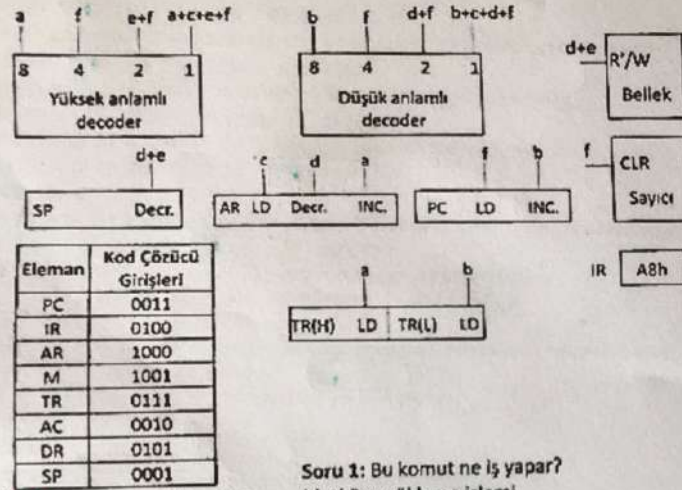 a f e+f a+c+e+f
8 4 2 1
Yüksek anlamlı
decoder
b f d+f b+c+d+f
8 4 2 1
Düşük anlamlı
decoder
d+e
R'/W
Bellek
d+e
SP Decr.
c d a
AR LD Decr. INC.
f b
PC LD INC.
f
CLR
Sayıcı
IR A8h
a b
TR(H) LD TR(L) LD
Eleman Kod Çözücü
Girişleri
PC 0011
IR 0100
AR 1000
M 1001
TR 0111
AC 0010
DR 0101
SP 0001
Soru 1: Bu komut ne iş yapar?